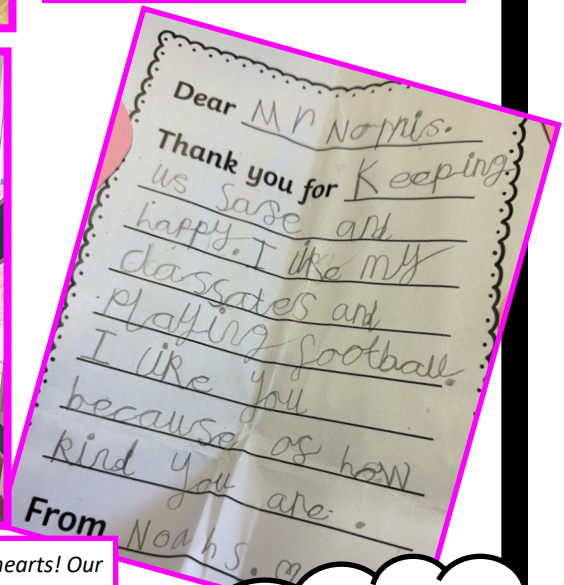 Dear Mr Norris.
Thank you for Keeping
us safe and
happy. I like my
classates and
playing football.
I like you
because of how
kind you are.
From Noah S.
hearts! Our